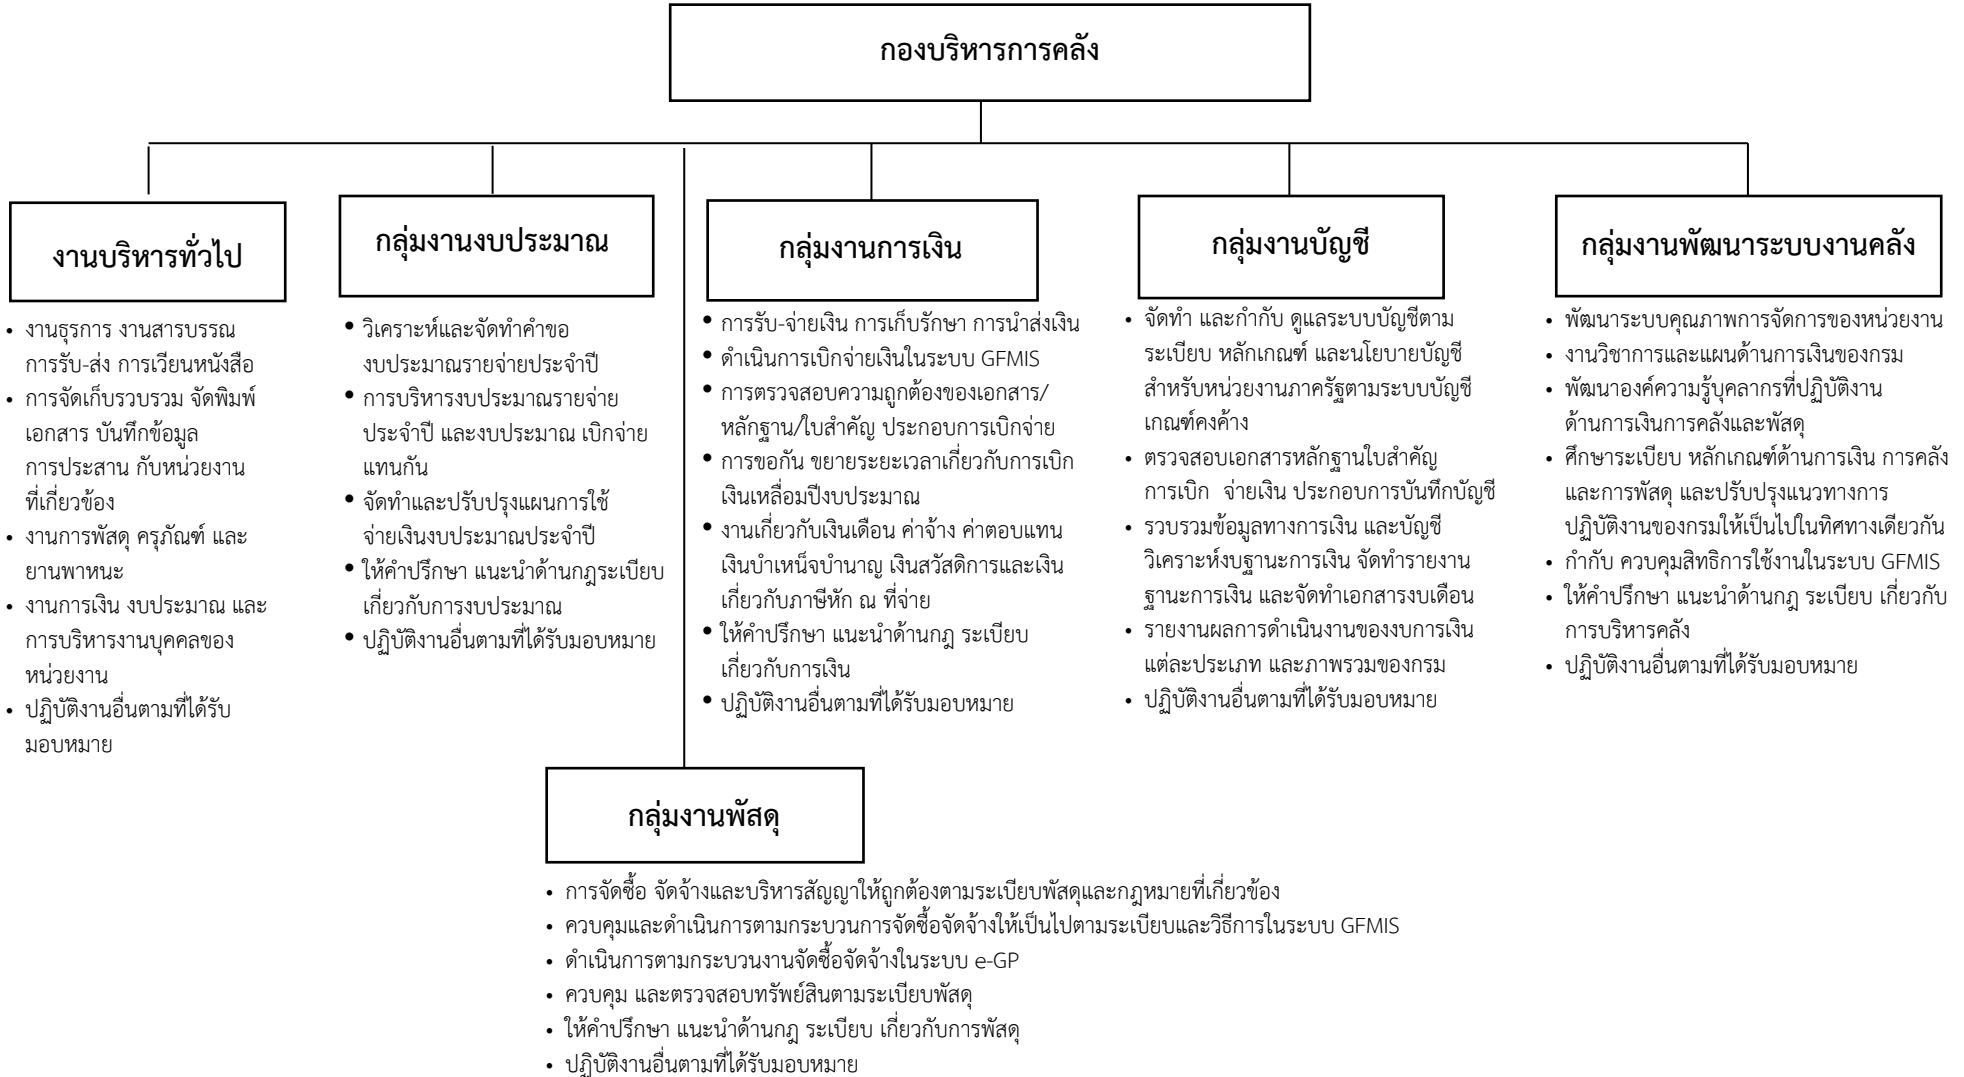 กองบริหารการคลัง
งานบริหารทั่วไป
• งานธุรการ งานสารบรรณ
การรับ-ส่ง การเวียนหนังสือ
• การจัดเก็บรวบรวม จัดพิมพ์
เอกสาร บันทึกข้อมูล
การประสาน กับหน่วยงาน
ที่เกี่ยวข้อง
• งานการพัสดุ ครุภัณฑ์ และ
ยานพาหนะ
• งานการเงิน งบประมาณ และ
การบริหารงานบุคคลของ
หน่วยงาน
• ปฏิบัติงานอื่นตามที่ได้รับ
มอบหมาย
กลุ่มงานงบประมาณ
• วิเคราะห์และจัดทำคำขอ
งบประมาณรายจ่ายประจำปี
• การบริหารงบประมาณรายจ่าย
ประจำปี และงบประมาณ เบิกจ่าย
แทนกัน
• จัดทำและปรับปรุงแผนการใช้
จ่ายเงินงบประมาณประจำปี
• ให้คำปรึกษา แนะนำด้านกฎระเบียบ
เกี่ยวกับการงบประมาณ
• ปฏิบัติงานอื่นตามที่ได้รับมอบหมาย
กลุ่มงานการเงิน
• การรับ-จ่ายเงิน การเก็บรักษา การนำส่งเงิน
• ดำเนินการเบิกจ่ายเงินในระบบ GFMIS
• การตรวจสอบความถูกต้องของเอกสาร/
หลักฐาน/ใบสำคัญ ประกอบการเบิกจ่าย
• การขอกัน ขยายระยะเวลาเกี่ยวกับการเบิก
เงินเหลื่อมปีงบประมาณ
• งานเกี่ยวกับเงินเดือน ค่าจ้าง ค่าตอบแทน
เงินบำเหน็จบำนาญ เงินสวัสดิการและเงิน
เกี่ยวกับภาษีหัก ณ ที่จ่าย
• ให้คำปรึกษา แนะนำด้านกฎ ระเบียบ
เกี่ยวกับการเงิน
• ปฏิบัติงานอื่นตามที่ได้รับมอบหมาย
กลุ่มงานบัญชี
• จัดทำ และกำกับ ดูแลระบบบัญชีตาม
ระเบียบ หลักเกณฑ์ และนโยบายบัญชี
สำหรับหน่วยงานภาครัฐตามระบบบัญชี
เกณฑ์คงค้าง
• ตรวจสอบเอกสารหลักฐานใบสำคัญ
การเบิก จ่ายเงิน ประกอบการบันทึกบัญชี
• รวบรวมข้อมูลทางการเงิน และบัญชี
วิเคราะห์งบฐานะการเงิน จัดทำรายงาน
ฐานะการเงิน และจัดทำเอกสารงบเดือน
• รายงานผลการดำเนินงานของงบการเงิน
แต่ละประเภท และภาพรวมของกรม
• ปฏิบัติงานอื่นตามที่ได้รับมอบหมาย
กลุ่มงานพัฒนาระบบงานคลัง
• พัฒนาระบบคุณภาพการจัดการของหน่วยงาน
• งานวิชาการและแผนด้านการเงินของกรม
• พัฒนาองค์ความรู้บุคลากรที่ปฏิบัติงาน
ด้านการเงินการคลังและพัสดุ
• ศึกษาระเบียบ หลักเกณฑ์ด้านการเงิน การคลัง
และการพัสดุ และปรับปรุงแนวทางการ
ปฏิบัติงานของกรมให้เป็นไปในทิศทางเดียวกัน
• กำกับ ควบคุมสิทธิการใช้งานในระบบ GFMIS
• ให้คำปรึกษา แนะนำด้านกฎ ระเบียบ เกี่ยวกับ
การบริหารคลัง
• ปฏิบัติงานอื่นตามที่ได้รับมอบหมาย
กลุ่มงานพัสดุ
• การจัดซื้อ จัดจ้างและบริหารสัญญาให้ถูกต้องตามระเบียบพัสดุและกฎหมายที่เกี่ยวข้อง
• ควบคุมและดำเนินการตามกระบวนการจัดซื้อจัดจ้างให้เป็นไปตามระเบียบและวิธีการในระบบ GFMIS
• ดำเนินการตามกระบวนงานจัดซื้อจัดจ้างในระบบ e-GP
• ควบคุม และตรวจสอบทรัพย์สินตามระเบียบพัสดุ
• ให้คำปรึกษา แนะนำด้านกฎ ระเบียบ เกี่ยวกับการพัสดุ
• ปฏิบัติงานอื่นตามที่ได้รับมอบหมาย